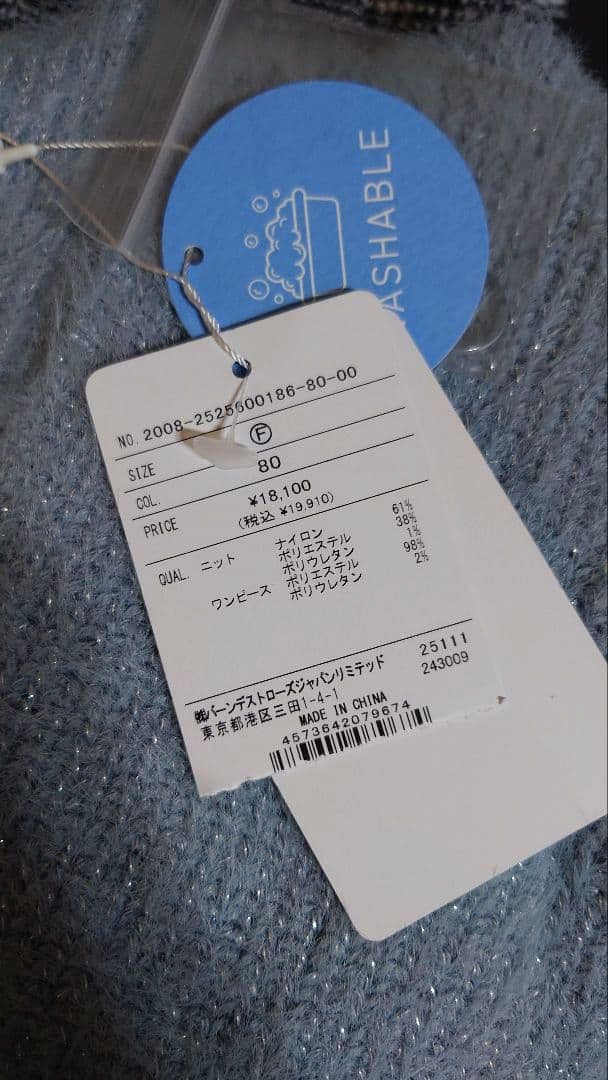 ASHABLE
NO. 2008-2525600186-80-00
SIZE Ⓕ
COL. 80
PRICE ¥18,100
(税込 ¥19,910)
QUAL. ニット ナイロン 61%
ポリエステル 38%
ポリウレタン 1%
ワンピース ポリエステル 98%
ポリウレタン 2%
㈱バーンデストローズジャパンリミテッド 25111
東京都港区三田1-4-1 243009
MADE IN CHINA
4573642079674